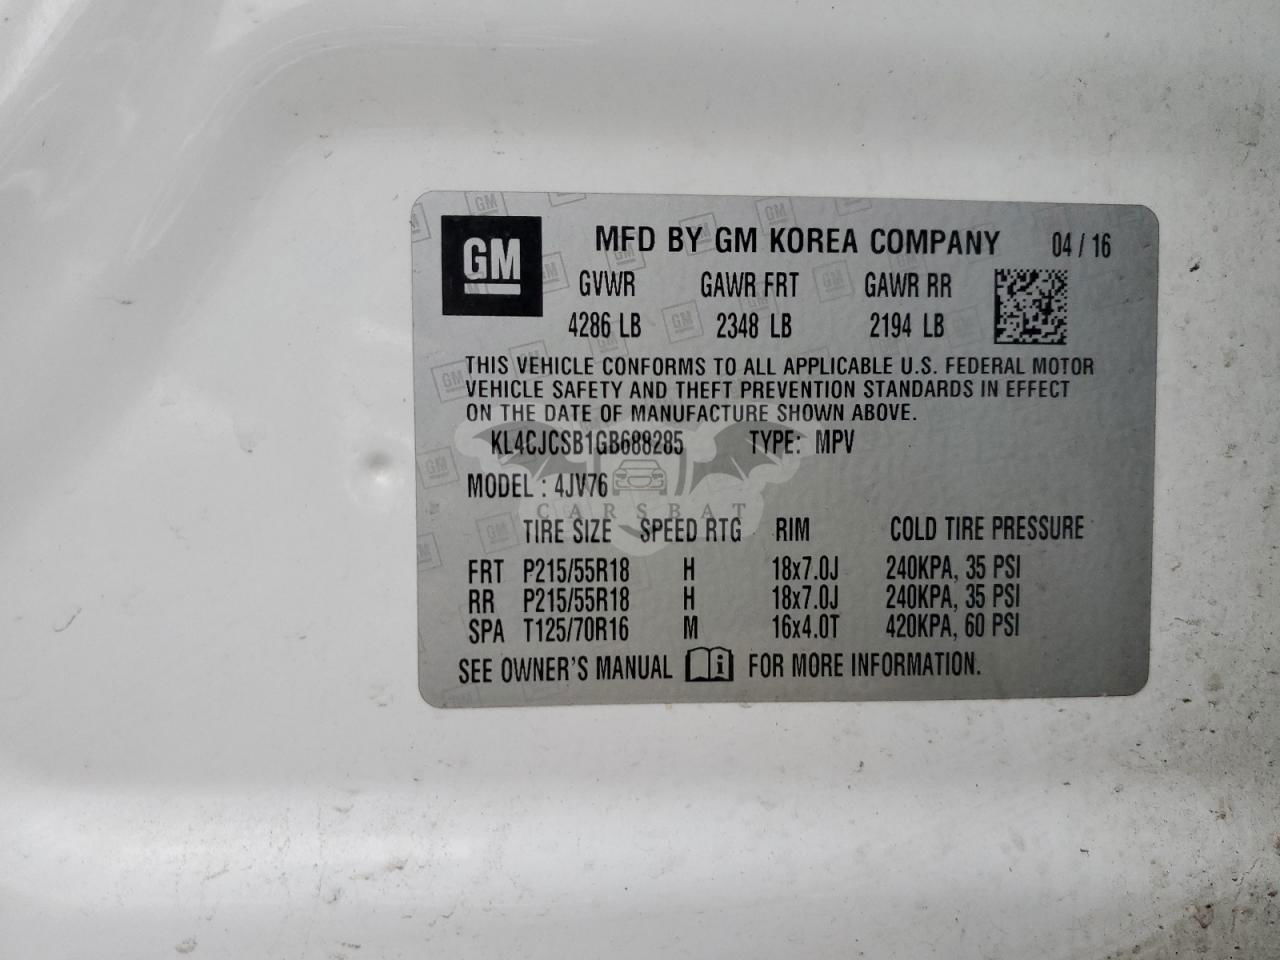 GM MFD BY GM KOREA COMPANY 04 / 16
GVWR GAWR FRT GAWR RR
4286 LB 2348 LB 2194 LB
THIS VEHICLE CONFORMS TO ALL APPLICABLE U.S. FEDERAL MOTOR
VEHICLE SAFETY AND THEFT PREVENTION STANDARDS IN EFFECT
ON THE DATE OF MANUFACTURE SHOWN ABOVE.
KL4CJCSB1GB688285 TYPE: MPV
MODEL : 4JV76
CARSBAT
TIRE SIZE SPEED RTG RIM COLD TIRE PRESSURE
FRT P215/55R18 H 18x7.0J 240KPA, 35 PSI
RR P215/55R18 H 18x7.0J 240KPA, 35 PSI
SPA T125/70R16 M 16x4.0T 420KPA, 60 PSI
SEE OWNER'S MANUAL i FOR MORE INFORMATION.